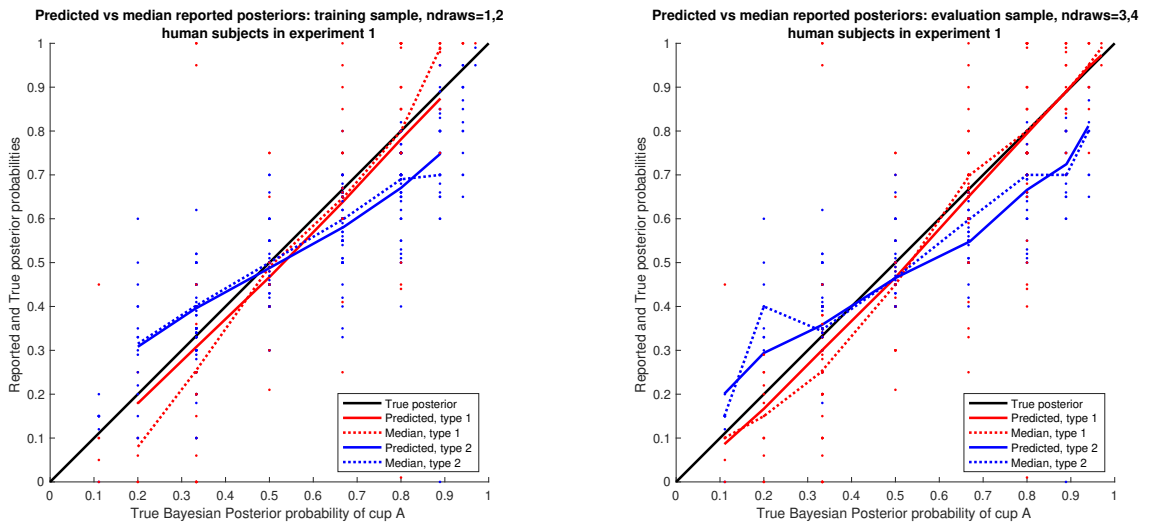 Predicted vs median reported posteriors: training sample, ndraws=1,2
human subjects in experiment 1
Reported and True posterior probabilities
1
0.9
0.8
0.7
0.6
0.5
0.4
0.3
0.2
0.1
0
True posterior
Predicted, type 1
Median, type 1
Predicted, type 2
Median, type 2
0 0.1 0.2 0.3 0.4 0.5 0.6 0.7 0.8 0.9 1
True Bayesian Posterior probability of cup A
Predicted vs median reported posteriors: evaluation sample, ndraws=3,4
human subjects in experiment 1
Reported and True posterior probabilities
1
0.9
0.8
0.7
0.6
0.5
0.4
0.3
0.2
0.1
0
True posterior
Predicted, type 1
Median, type 1
Predicted, type 2
Median, type 2
0 0.1 0.2 0.3 0.4 0.5 0.6 0.7 0.8 0.9 1
True Bayesian Posterior probability of cup A